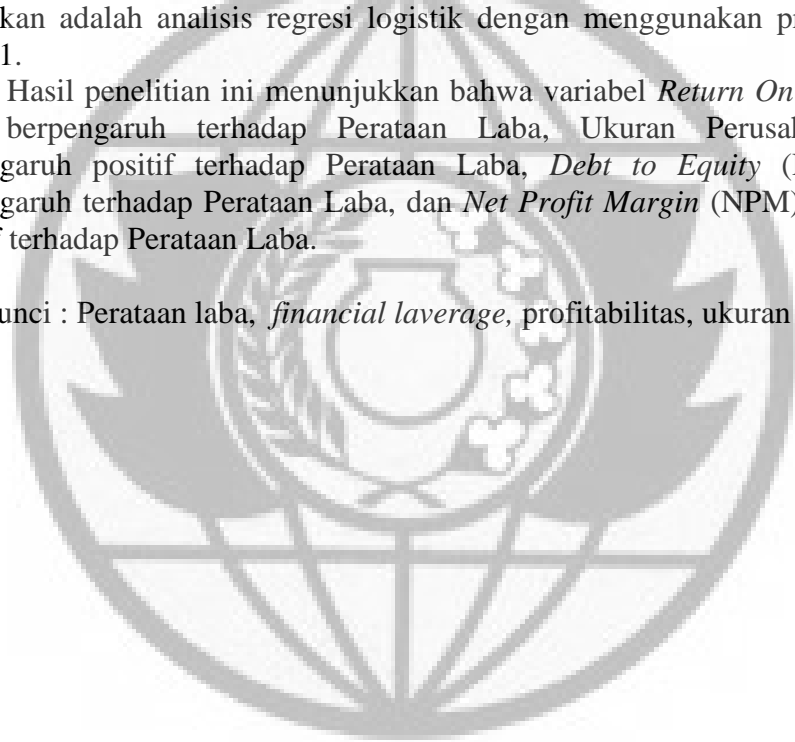 kan adalah analisis regresi logistik dengan menggunakan pr
1.
Hasil penelitian ini menunjukkan bahwa variabel Return On
berpengaruh terhadap Perataan Laba, Ukuran Perusa
garuh positif terhadap Perataan Laba, Debt to Equity (
garuh terhadap Perataan Laba, dan Net Profit Margin (NPM)
terhadap Perataan Laba.
unci : Perataan laba, financial laverage, profitabilitas, ukuran